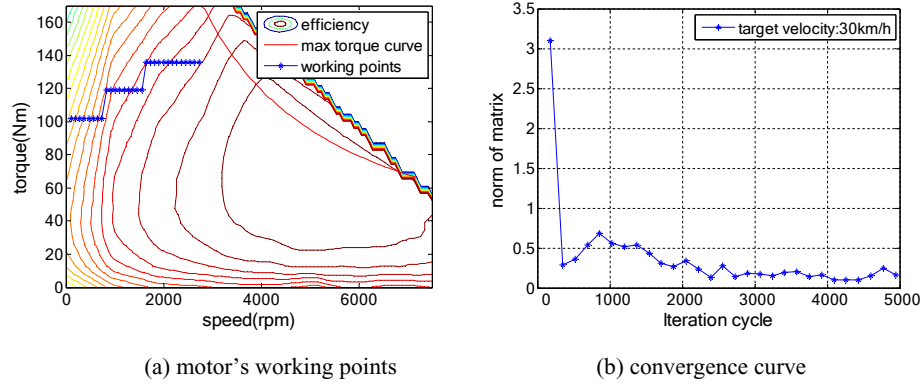 efficiency
max torque curve
working points
160
140
120
100
80
60
40
20
0
torque(Nm)
0 2000 4000 6000
speed(rpm)
(a) motor's working points
target velocity:30km/h
3.5
3
2.5
2
1.5
1
0.5
0
norm of matrix
0 1000 2000 3000 4000 5000
Iteration cycle
(b) convergence curve